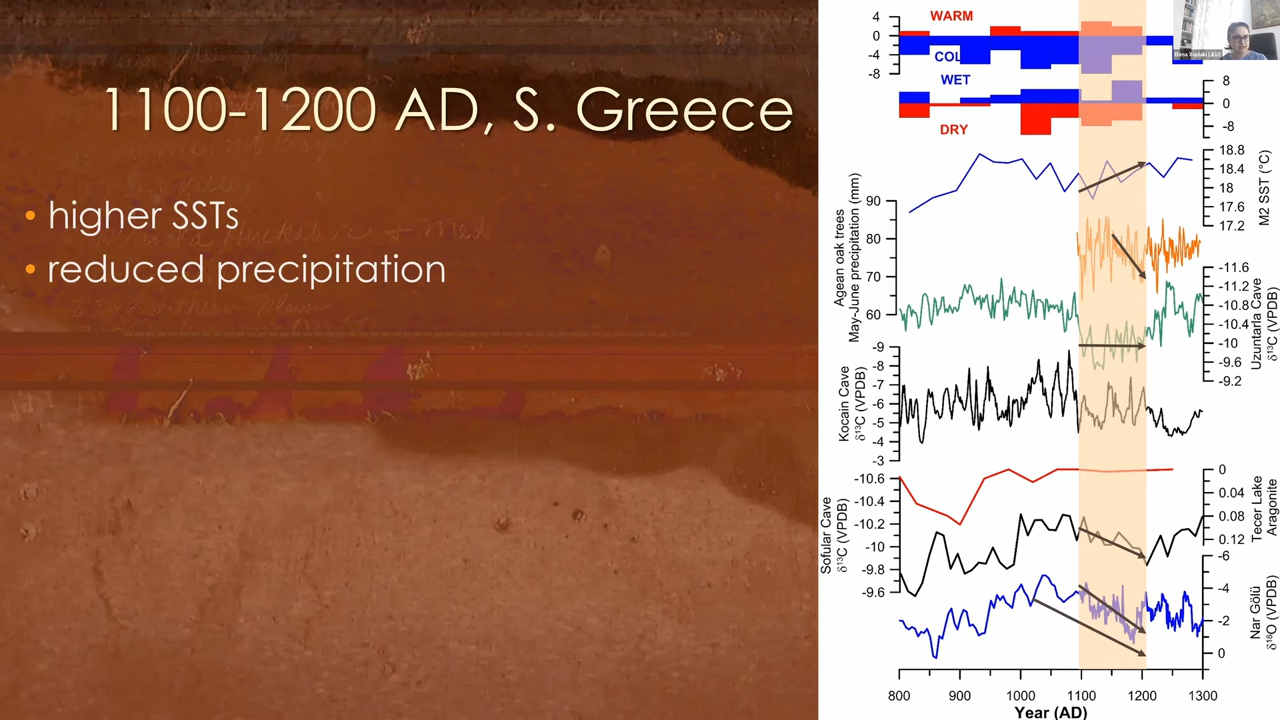 1100-1200 AD, S. Greece
• higher SSTs
• reduced precipitation
WARM
COL
WET
DRY
4
0
-4
-8
8
0
-8
18.8
18.4
18
17.6
17.2
M2 SST (°C)
90
80
70
60
Agean oak trees
May-June precipitation (mm)
-11.6
-11.2
-10.8
-10.4
-10
-9.6
-9.2
Uzuntarla Cave
δ¹³C (VPDB)
-9
-8
-7
-6
-5
-4
-3
Kocain Cave
δ¹³C (VPDB)
0
0.04
0.08
0.12
Tecer Lake
Aragonite
-10.6
-10.4
-10.2
-10
-9.8
-9.6
Sofular Cave
δ¹³C (VPDB)
-6
-4
-2
0
Nar Gölü
δ¹⁸O (VPDB)
800
900
1000
1100
1200
1300
Year (AD)
Elena Xoplaki (JLU)